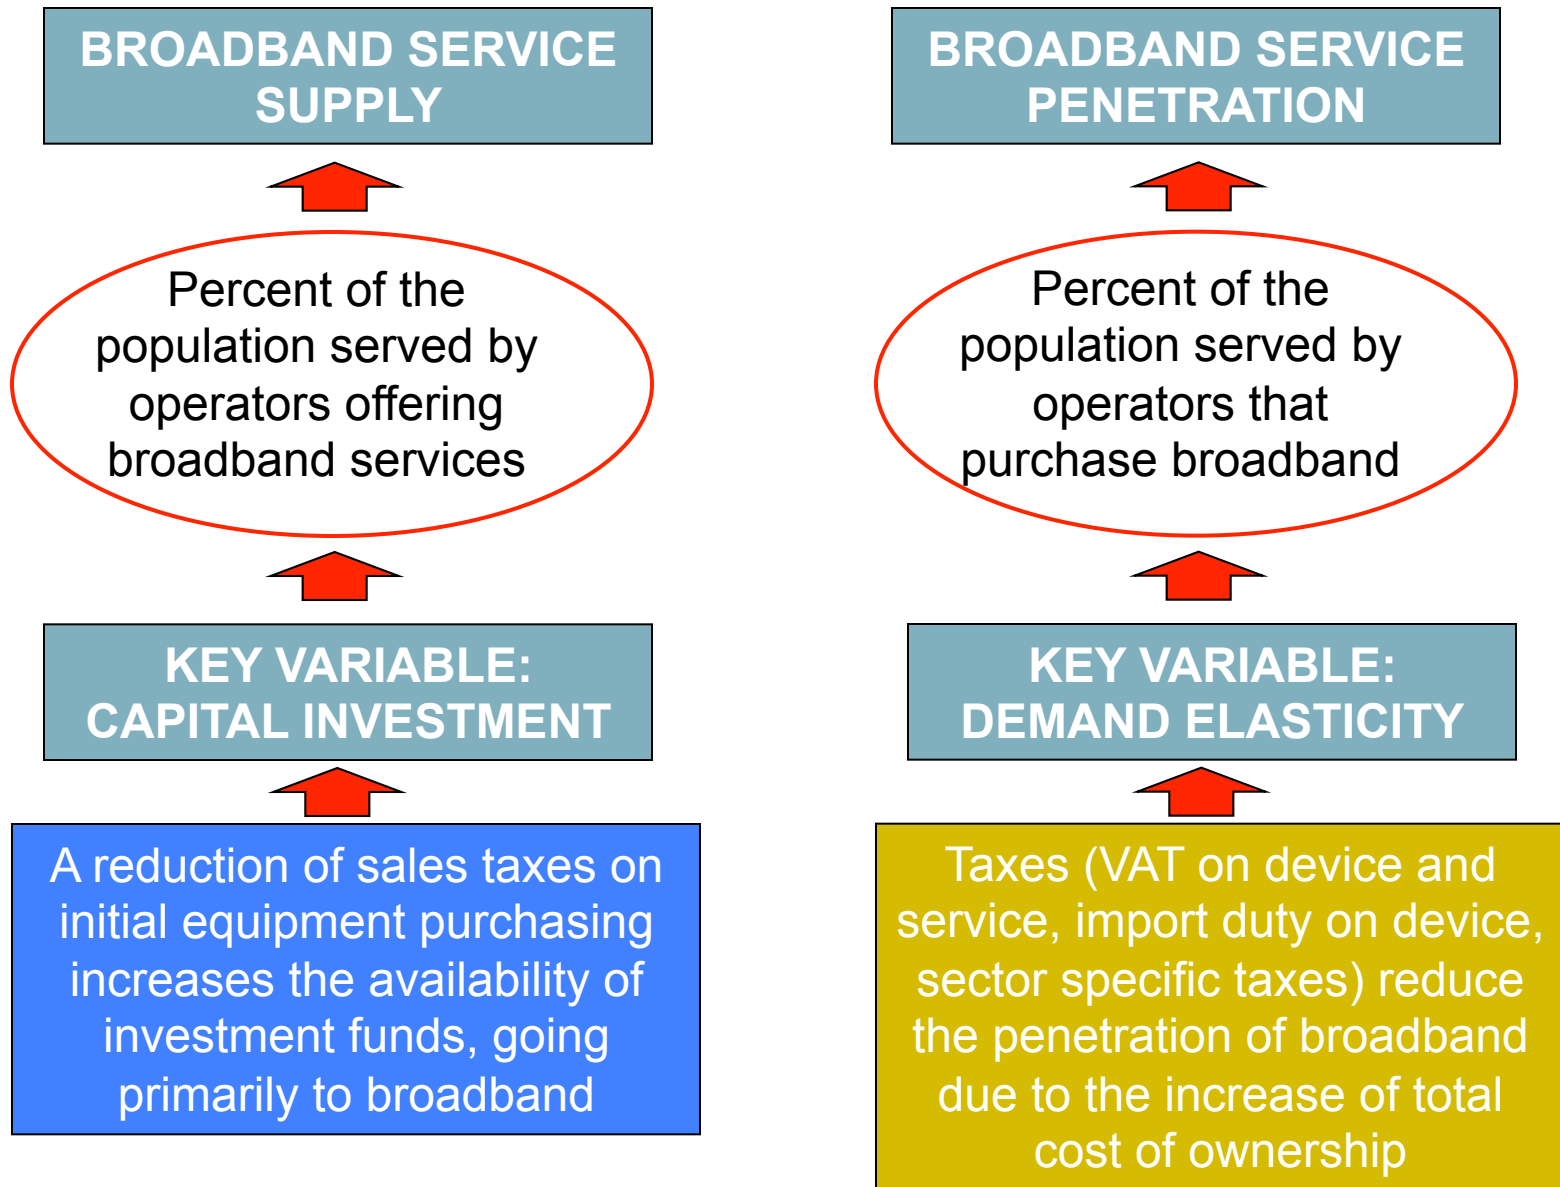 BROADBAND SERVICE
SUPPLY
Percent of the
population served by
operators offering
broadband services
KEY VARIABLE:
CAPITAL INVESTMENT
A reduction of sales taxes on
initial equipment purchasing
increases the availability of
investment funds, going
primarily to broadband
BROADBAND SERVICE
PENETRATION
Percent of the
population served by
operators that
purchase broadband
KEY VARIABLE:
DEMAND ELASTICITY
Taxes (VAT on device and
service, import duty on device,
sector specific taxes) reduce
the penetration of broadband
due to the increase of total
cost of ownership